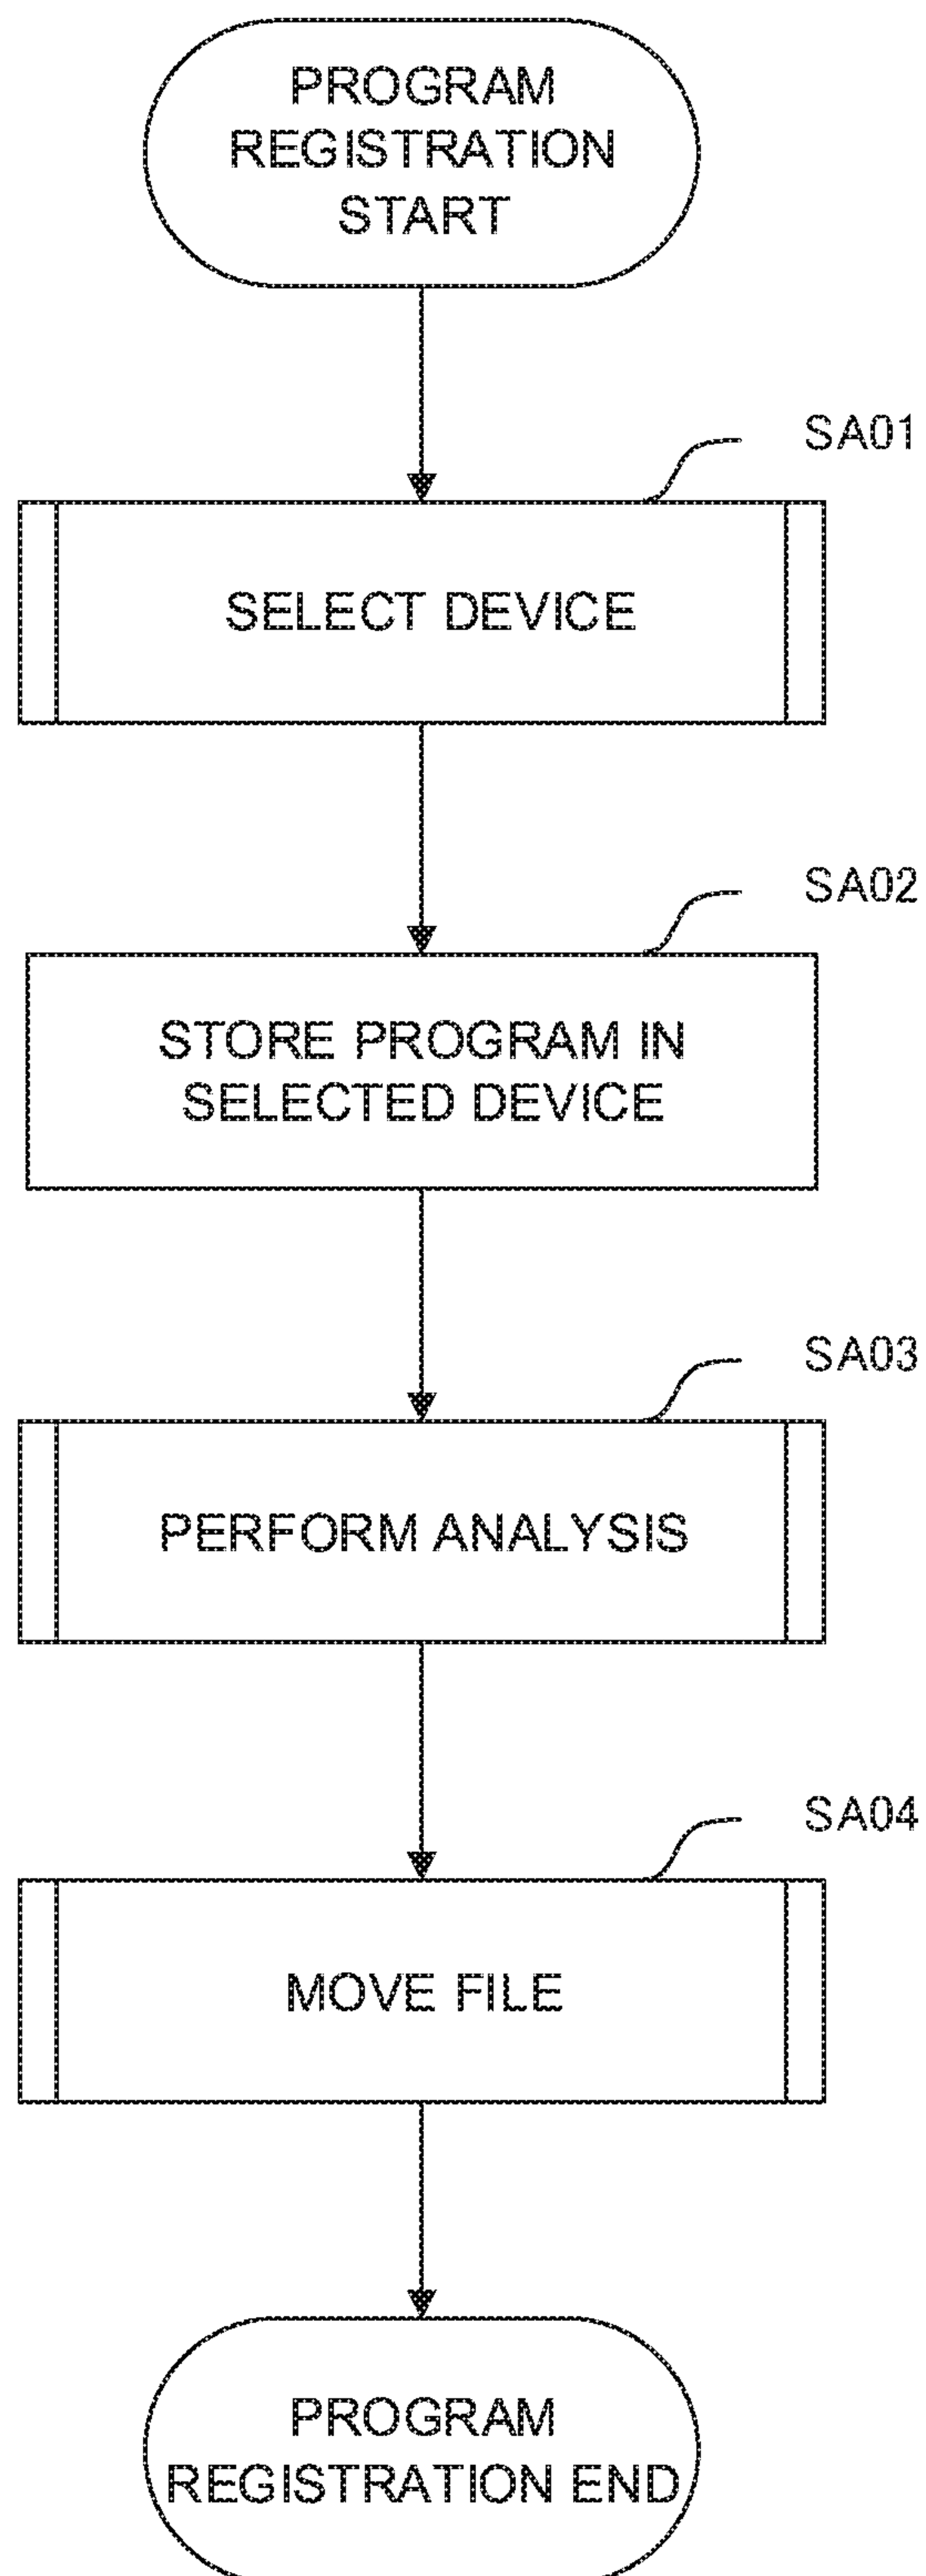 PROGRAM
REGISTRATION
START
SA01
SELECT DEVICE
SA02
STORE PROGRAM IN
SELECTED DEVICE
SA03
PERFORM ANALYSIS
SA04
MOVE FILE
PROGRAM
REGISTRATION END